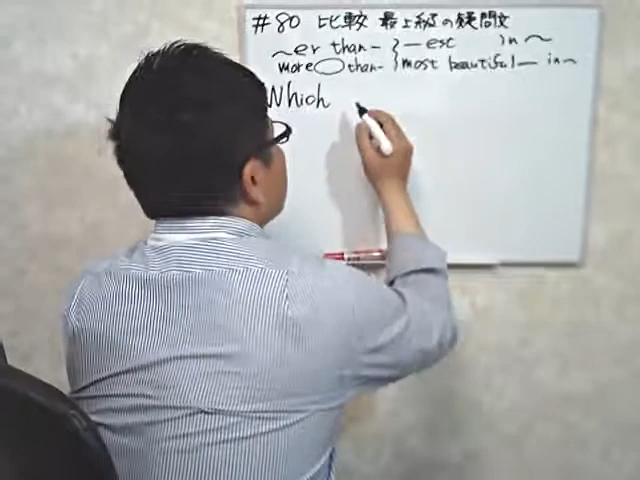 #80 比較 最上級の疑問文
~er than- } -est in ~
more◯than- } most beautiful- in~
Which